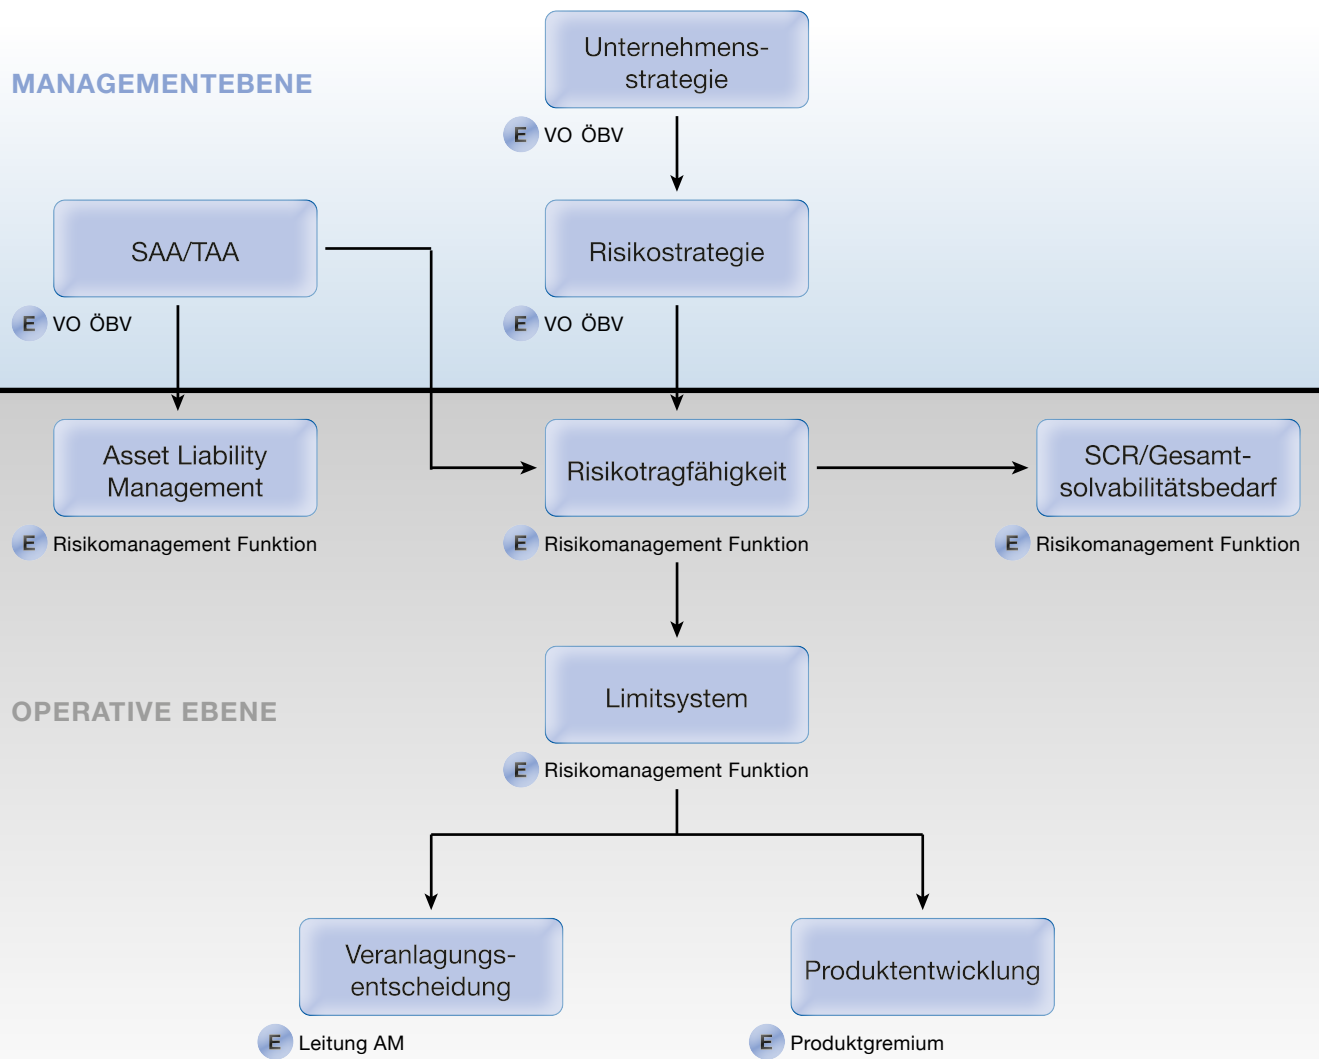 MANAGEMENTEBENE
Unternehmens-
strategie
E VO ÖBV
SAA/TAA
E VO ÖBV
Risikostrategie
E VO ÖBV
Asset Liability
Management
E Risikomanagement Funktion
Risikotragfähigkeit
E Risikomanagement Funktion
SCR/Gesamt-
solvabilitätsbedarf
E Risikomanagement Funktion
OPERATIVE EBENE
Limitsystem
E Risikomanagement Funktion
Veranlagungs-
entscheidung
E Leitung AM
Produktentwicklung
E Produktgremium